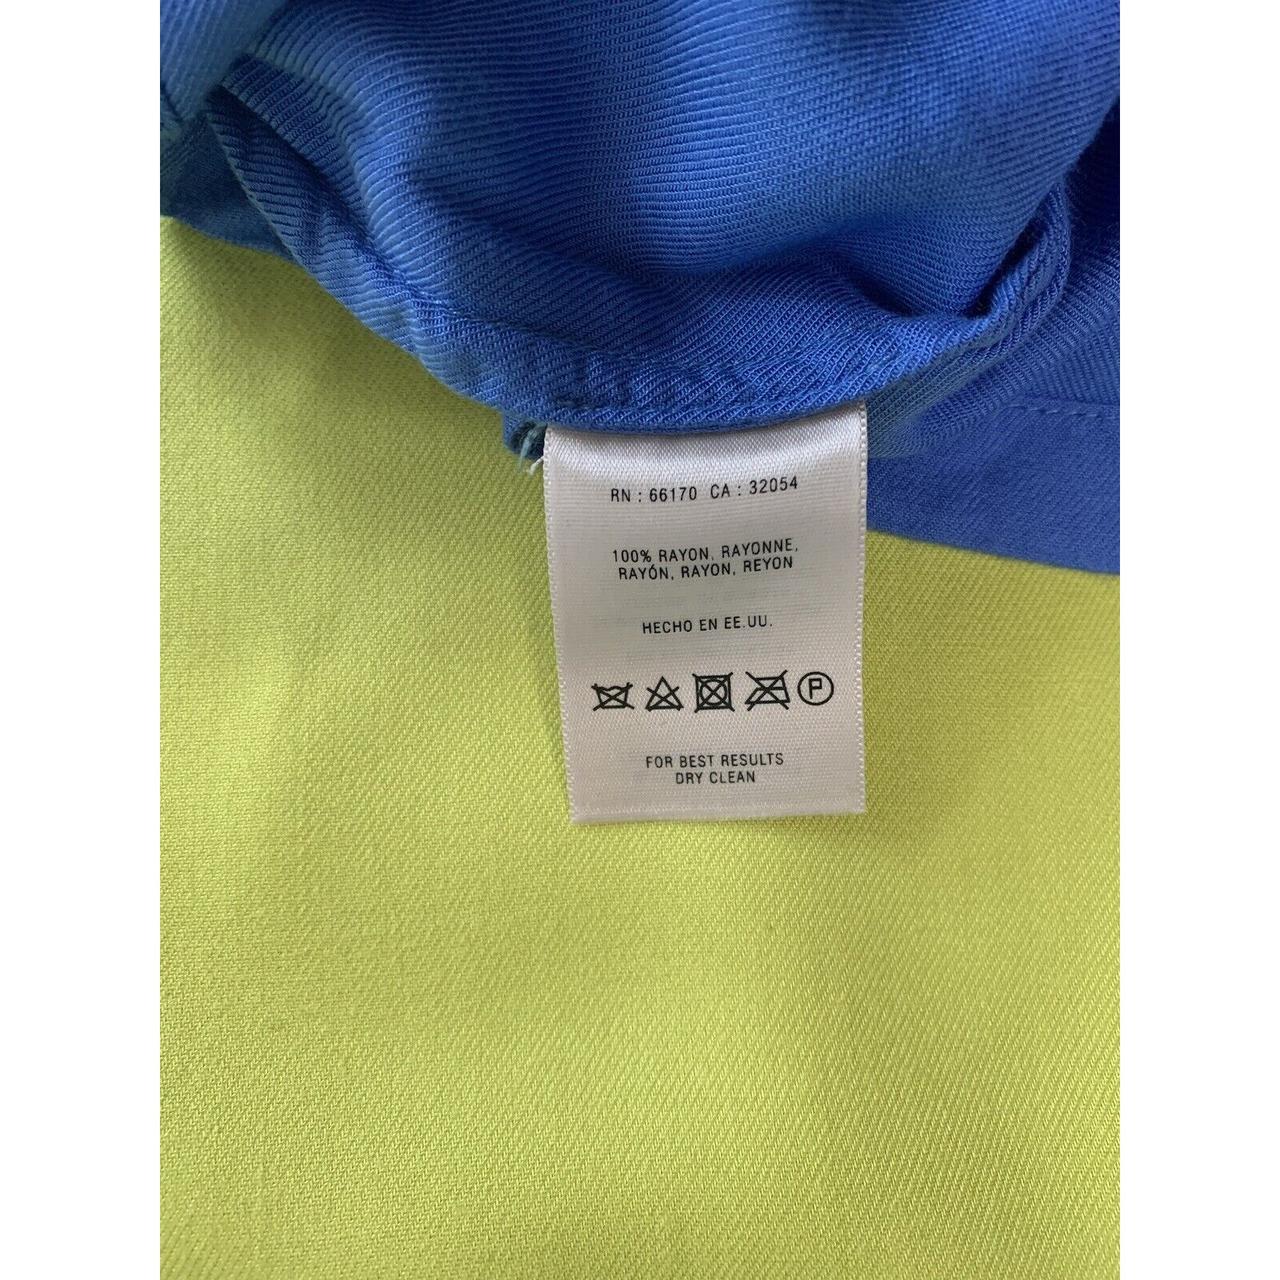 RN : 66170 CA : 32054
100% RAYON, RAYONNE,
RAYÓN, RAYON, REYON
HECHO EN EE.UU.
P
FOR BEST RESULTS
DRY CLEAN